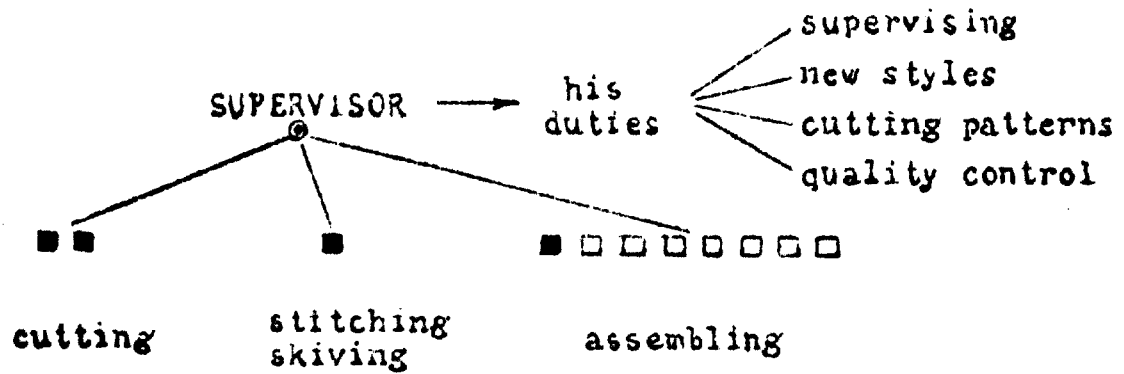 supervising
new styles
SUPERVISOR
his
duties
cutting patterns
quality control
cutting
stitching
skiving
assembling